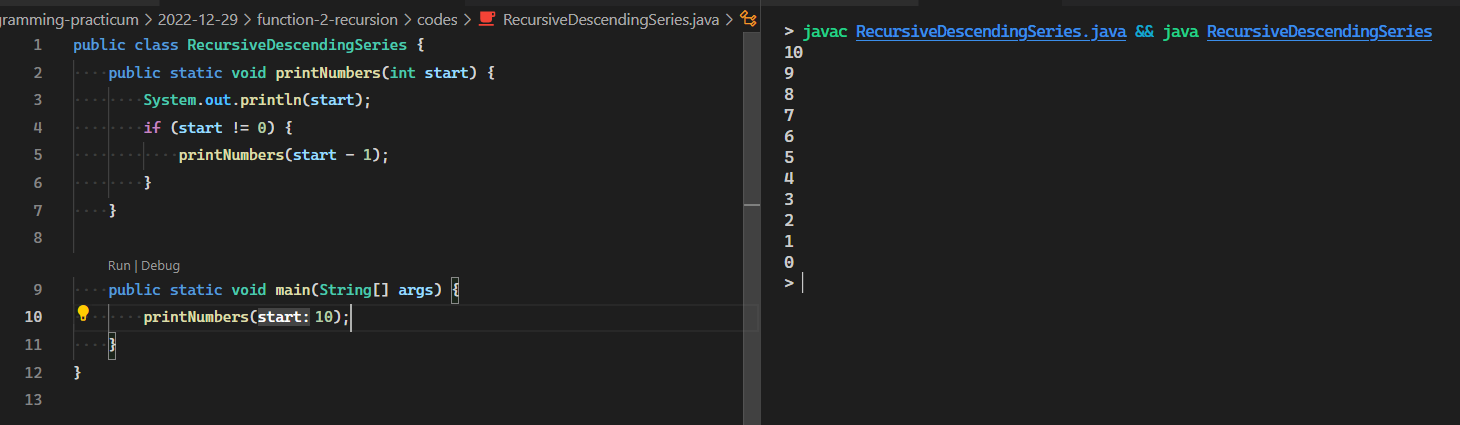 gramming-practicum > 2022-12-29 > function-2-recursion > codes > RecursiveDescendingSeries.java >
1 public class RecursiveDescendingSeries {
2 public static void printNumbers(int start) {
3 System.out.println(start);
4 if (start != 0) {
5 printNumbers(start - 1);
6 }
7 }
8
Run | Debug
9 public static void main(String[] args) {
10 printNumbers(start: 10);
11 }
12 }
13
> javac RecursiveDescendingSeries.java && java RecursiveDescendingSeries
10
9
8
7
6
5
4
3
2
1
0
>